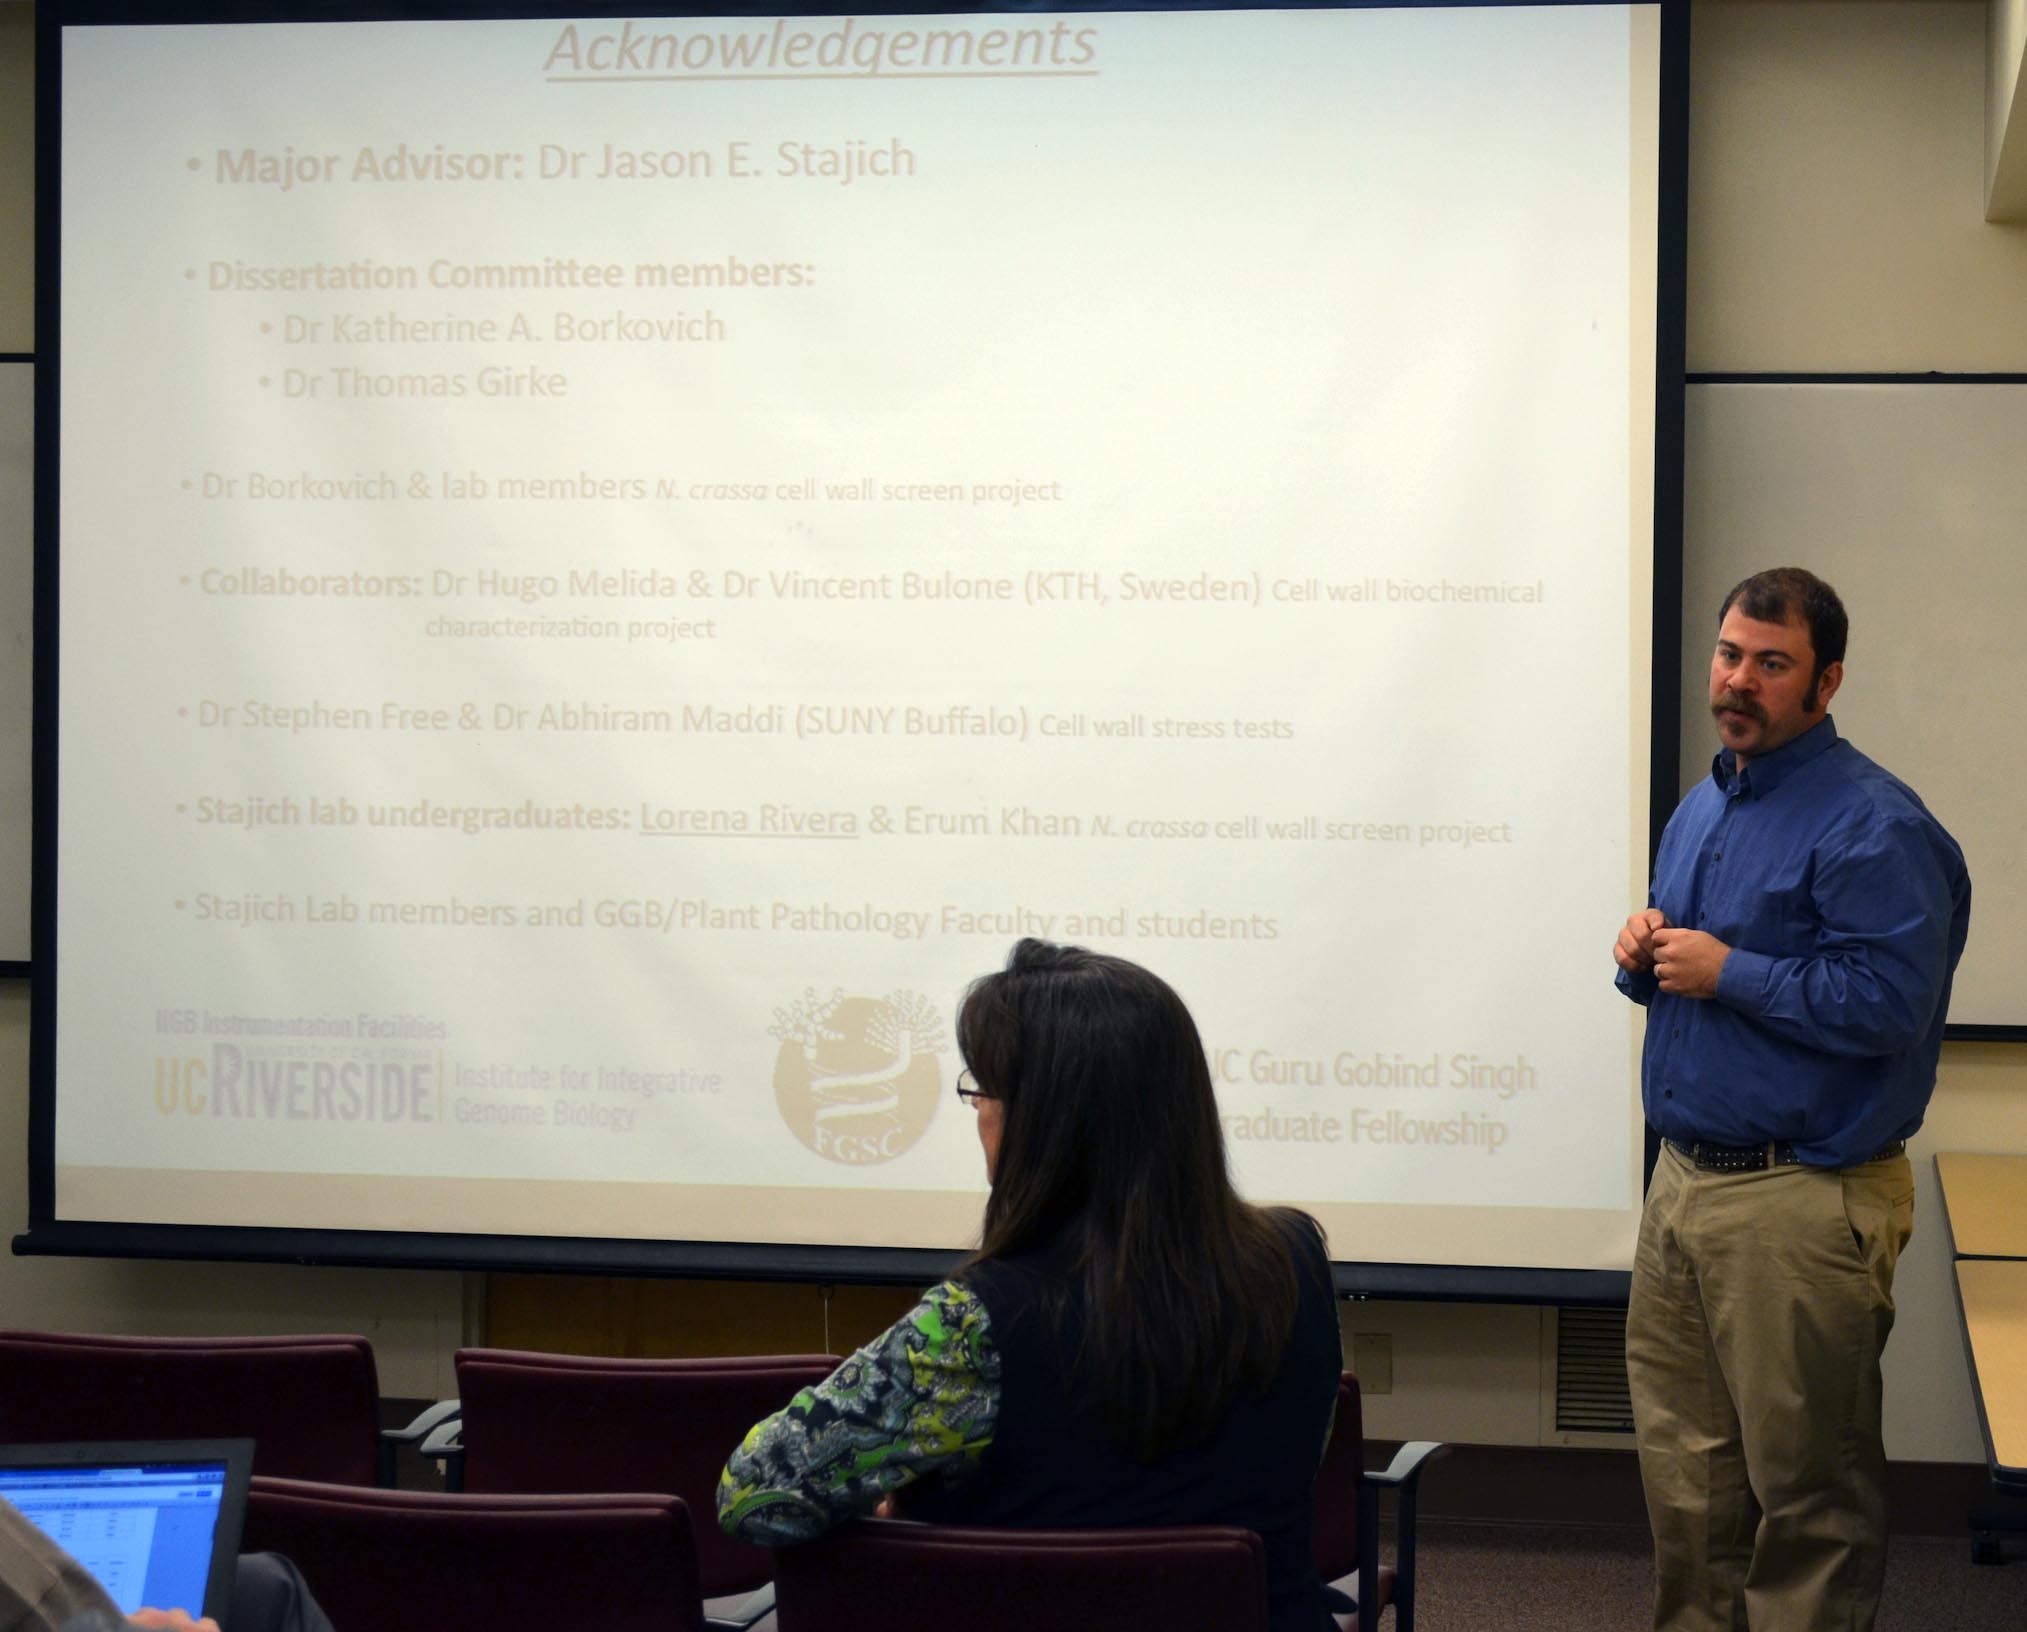 Acknowledgements
• Major Advisor: Dr Jason E. Stajich
• Dissertation Committee members:
• Dr Katherine A. Borkovich
• Dr Thomas Girke
• Dr Borkovich & lab members N. crassa cell wall screen project
• Collaborators: Dr Hugo Melida & Dr Vincent Bulone (KTH, Sweden) Cell wall biochemical
characterization project
• Dr Stephen Free & Dr Abhiram Maddi (SUNY Buffalo) Cell wall stress tests
• Stajich lab undergraduates: Lorena Rivera & Erum Khan N. crassa cell wall screen project
• Stajich Lab members and GGB/Plant Pathology Faculty and students
IIGB Instrumentation Facilities
UNIVERSITY OF CALIFORNIA
UCRIVERSIDE
Institute for Integrative
Genome Biology
FGSC
UC Guru Gobind Singh
raduate Fellowship